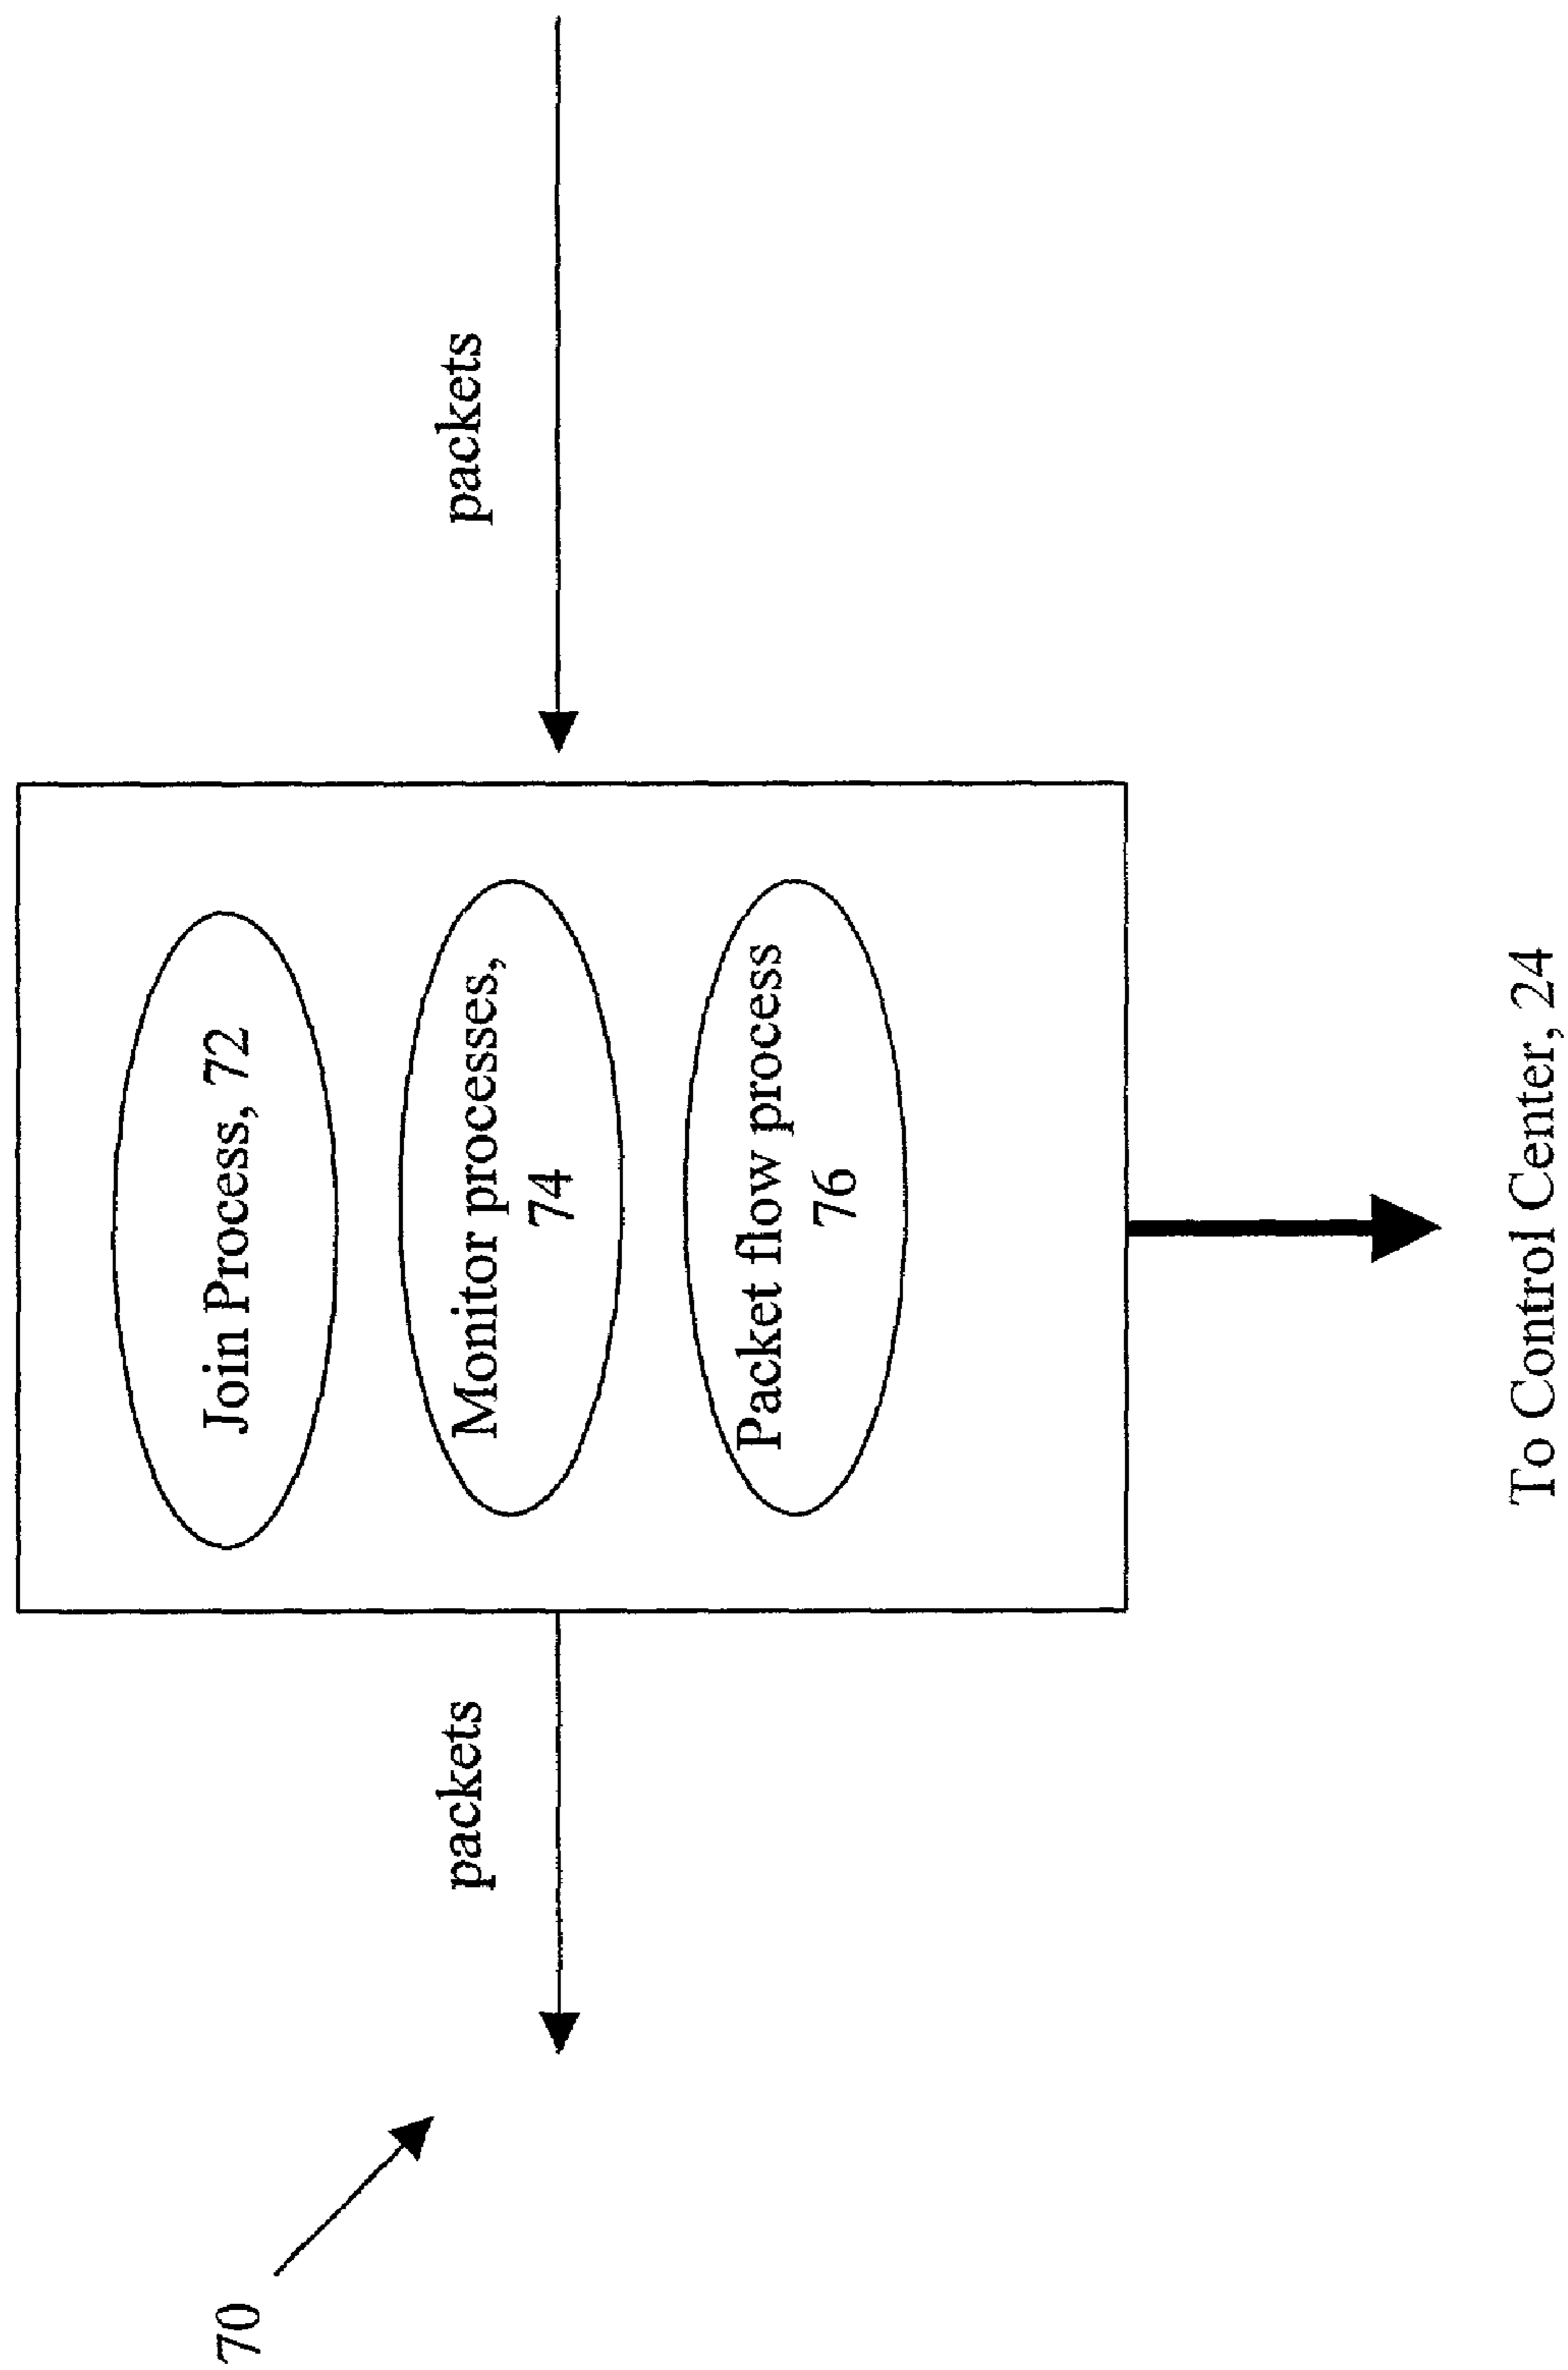 70
packets
packets
Join Process, 72
Monitor processes,
74
Packet flow process
76
To Control Center, 24